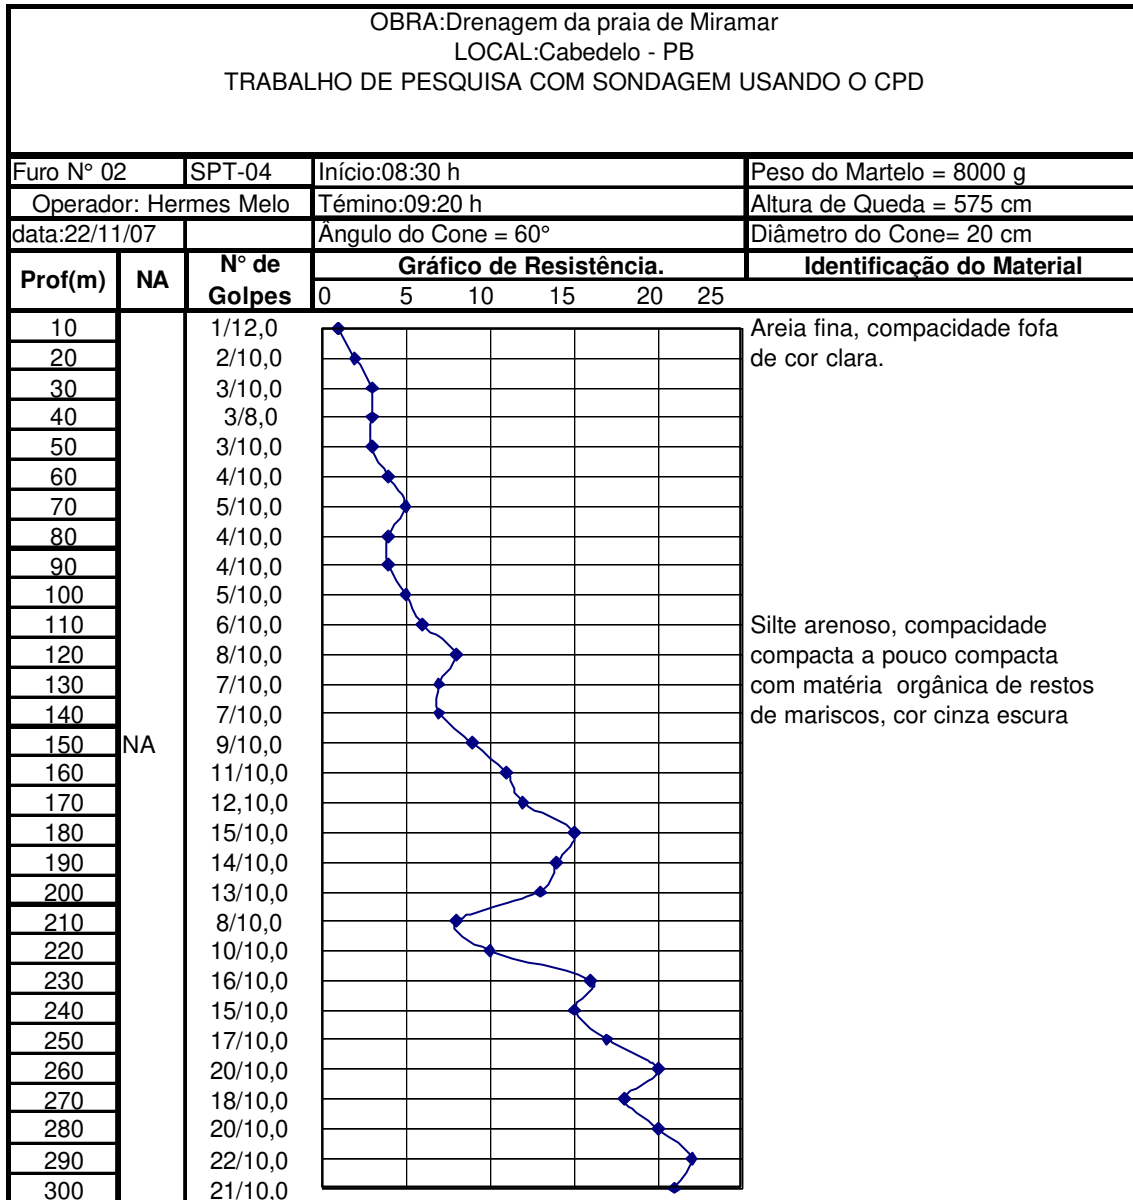 OBRA:Drenagem da praia de Miramar
LOCAL:Cabedelo - PB
TRABALHO DE PESQUISA COM SONDAGEM USANDO O CPD
Furo N° 02 SPT-04 Início:08:30 h Peso do Martelo = 8000 g
Operador: Hermes Melo Témino:09:20 h Altura de Queda = 575 cm
data:22/11/07 Ângulo do Cone = 60° Diâmetro do Cone= 20 cm
Prof(m) NA N° de Golpes Gráfico de Resistência. Identificação do Material
0 5 10 15 20 25
10 1/12,0 Areia fina, compacidade fofa
20 2/10,0 de cor clara.
30 3/10,0
40 3/8,0
50 3/10,0
60 4/10,0
70 5/10,0
80 4/10,0
90 4/10,0
100 5/10,0
110 6/10,0 Silte arenoso, compacidade
120 8/10,0 compacta a pouco compacta
130 7/10,0 com matéria orgânica de restos
140 7/10,0 de mariscos, cor cinza escura
150 NA 9/10,0
160 11/10,0
170 12,10,0
180 15/10,0
190 14/10,0
200 13/10,0
210 8/10,0
220 10/10,0
230 16/10,0
240 15/10,0
250 17/10,0
260 20/10,0
270 18/10,0
280 20/10,0
290 22/10,0
300 21/10,0